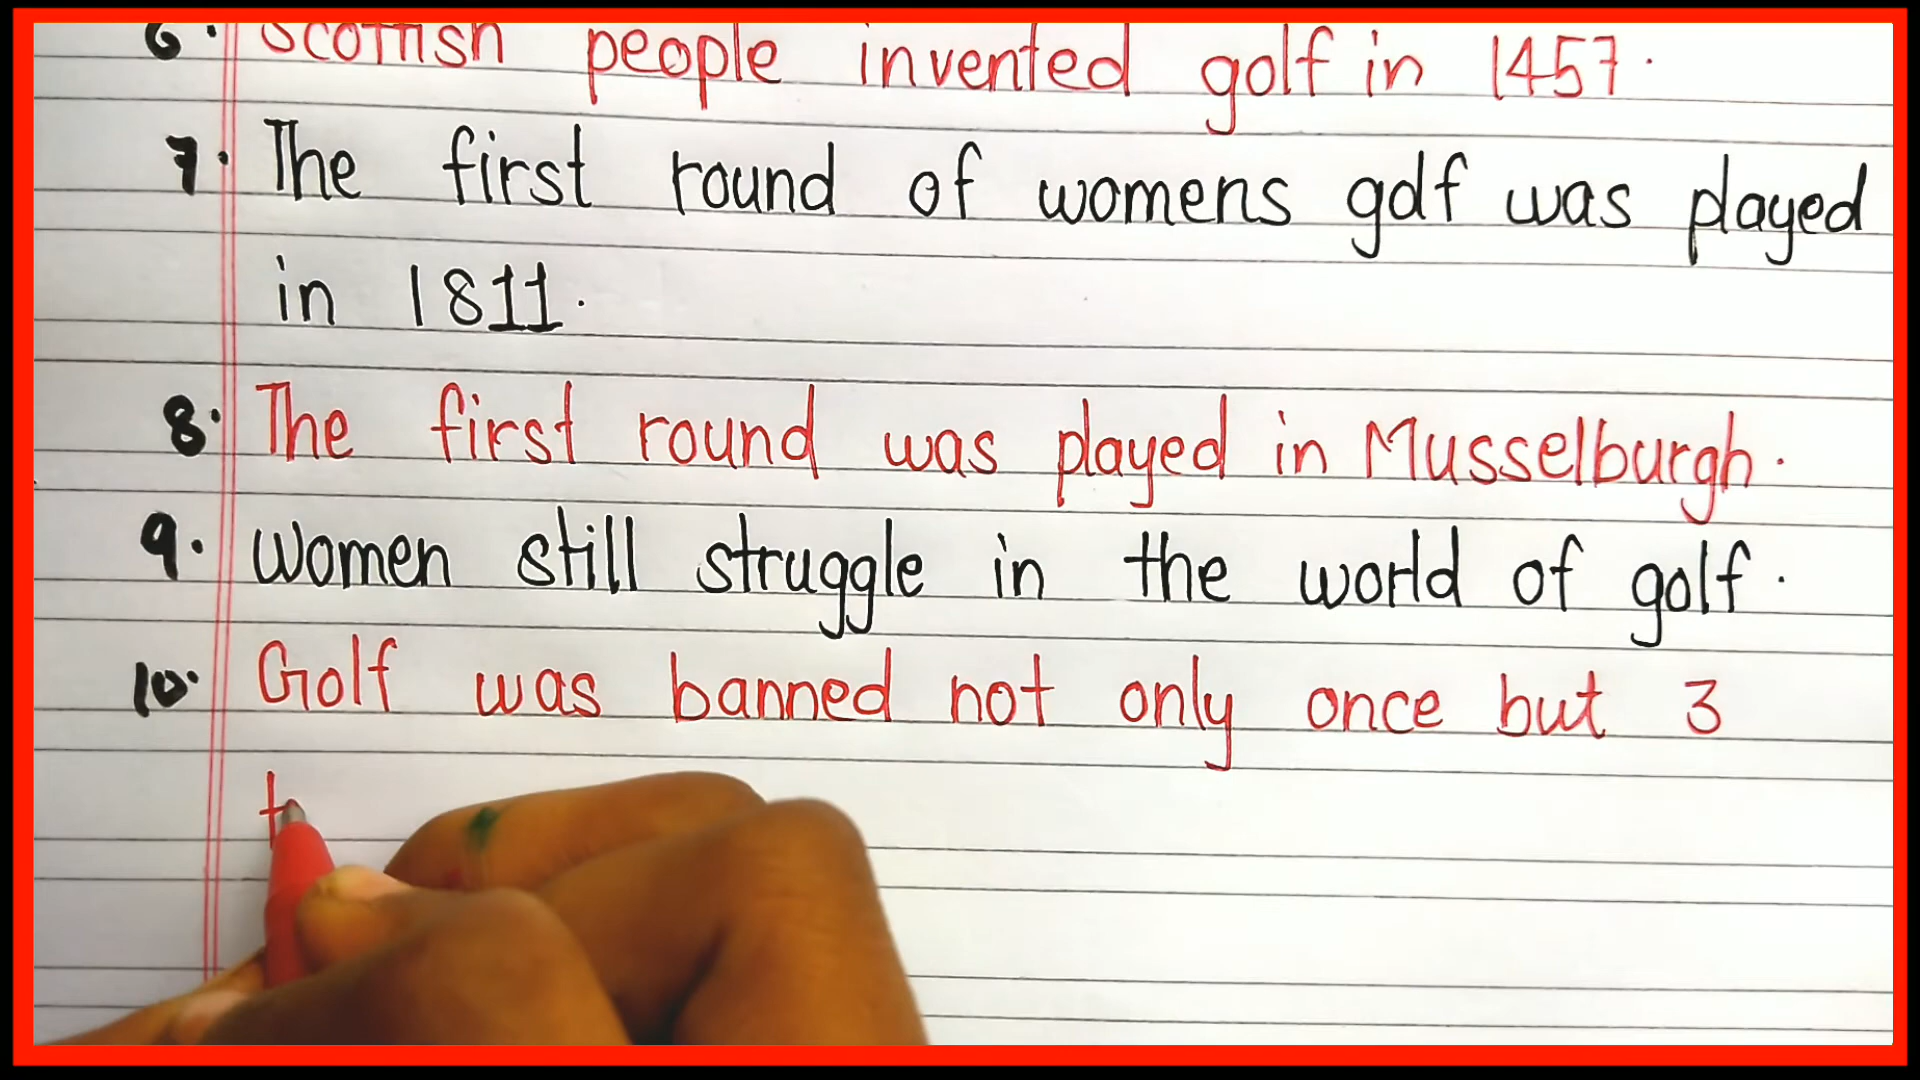 6. Scottish people invented golf in 1457.
7. The first round of womens golf was played
in 1811.
8. The first round was played in Musselburgh.
9. Women still struggle in the world of golf.
10. Golf was banned not only once but 3
t